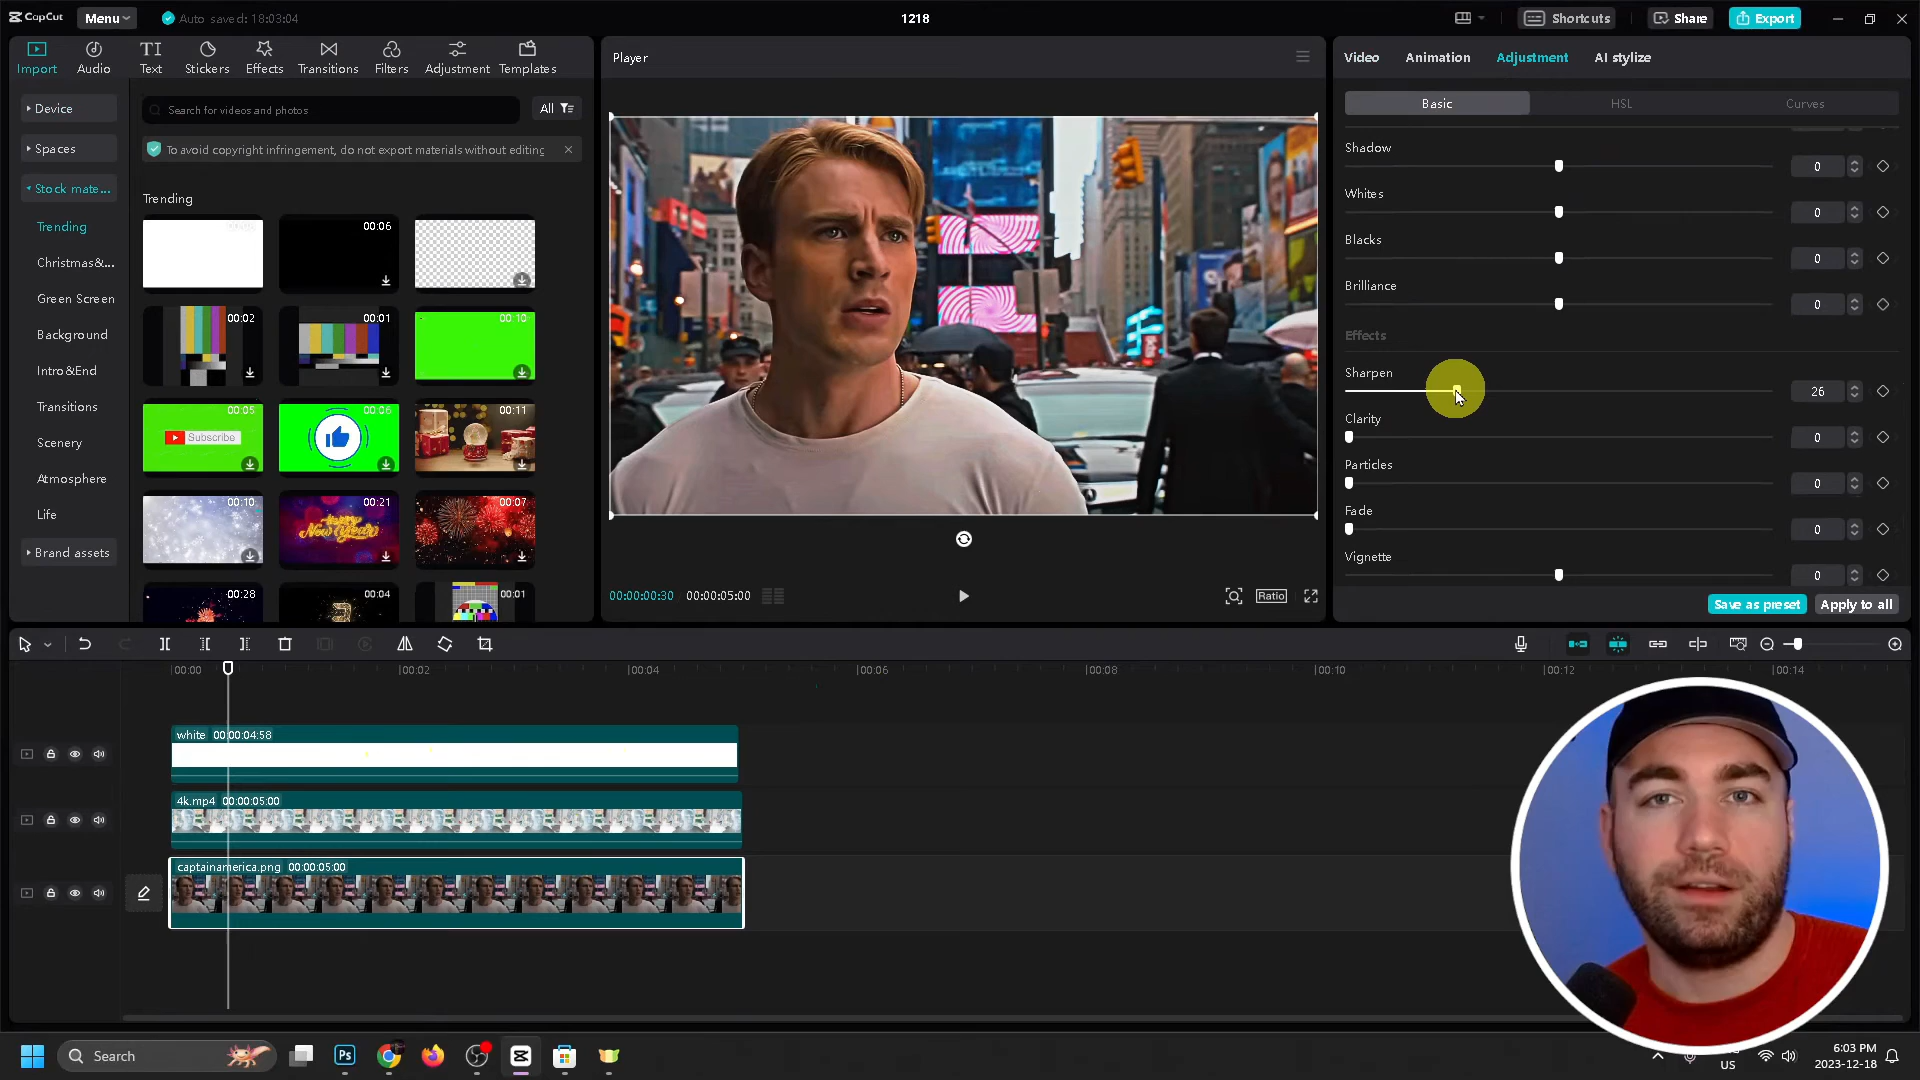 CapCut Menu Auto saved: 18:03:04 1218 Shortcuts Share Export
Import Audio Text Stickers Effects Transitions Filters Adjustment Templates
Device
Spaces
Stock mate...
Trending
Christmas&...
Green Screen
Background
Intro&End
Transitions
Scenery
Atmosphere
Life
Brand assets
Search for videos and photos All
To avoid copyright infringement, do not export materials without editing
Trending
00:06
00:02 00:01 00:10
00:05 00:06 00:11
Subscribe
00:10 00:21 00:07
Happy
New Year!
00:28 00:04 00:01
Player
00:00:00:30 / 00:00:05:00 Ratio
Video Animation Adjustment AI stylize
Basic HSL Curves
Shadow
0
Whites
0
Blacks
0
Brilliance
0
Effects
Sharpen
26
Clarity
0
Particles
0
Fade
0
Vignette
0
Save as preset Apply to all
00:00 00:02 00:04 00:06 00:08 00:10 00:12 00:14
white 00:00:04:58
4k.mp4 00:00:05:00
captainamerica.png 00:00:05:00
Search Ps
US
6:03 PM
2023-12-18